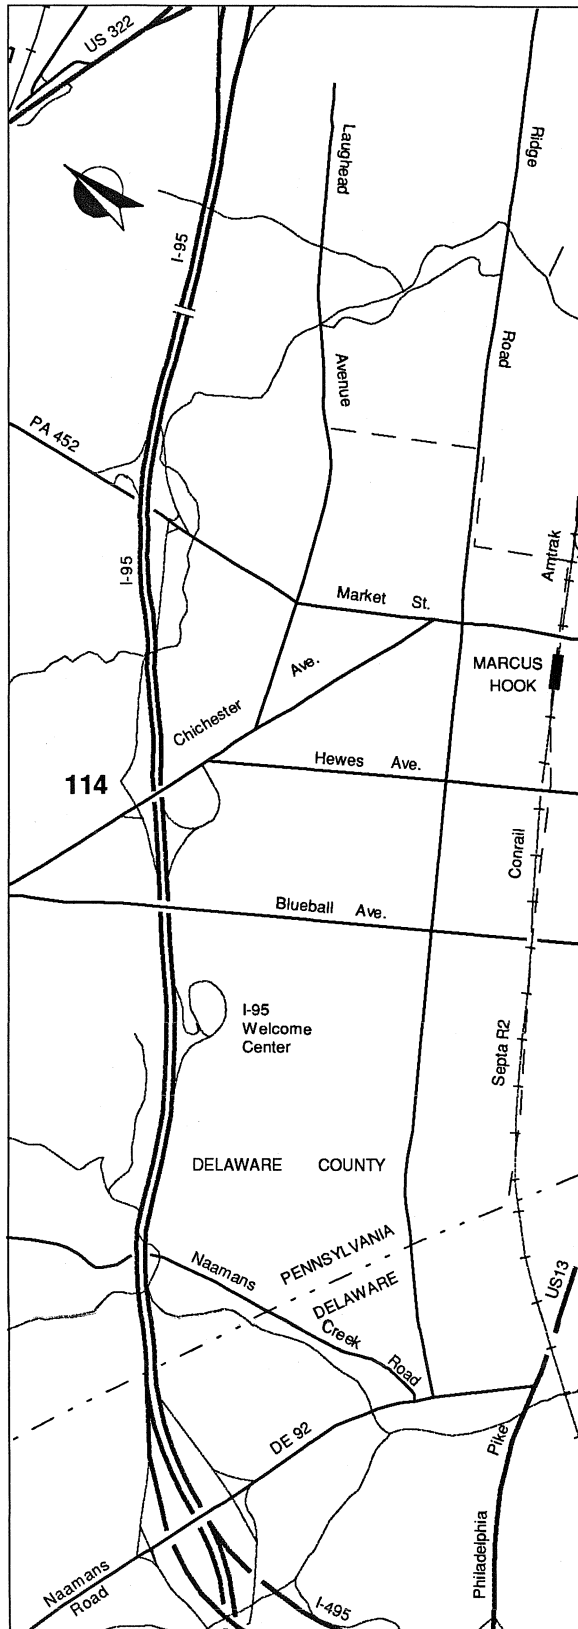 US 322
Laughead
Ridge
I-95
Road
Avenue
PA 452
Amtrak
I-95
Market St.
MARCUS
HOOK
Ave.
Chichester
Hewes Ave.
114
Conrail
Blueball Ave.
I-95
Welcome
Center
Septa R2
DELAWARE COUNTY
PENNSYLVANIA
Naamans
DELAWARE
US13
Creek
Road
DE 92
Pike
Philadelphia
Naamans
Road
I-495